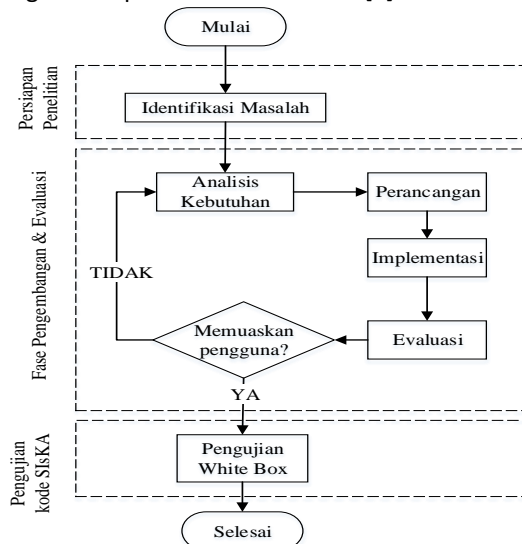 Mulai
Persiapan
Penelitian
Identifikasi Masalah
Fase Pengembangan & Evaluasi
Analisis
Kebutuhan
Perancangan
Implementasi
TIDAK
Memuaskan
pengguna?
Evaluasi
YA
Pengujian
kode SIsKA
Pengujian
White Box
Selesai